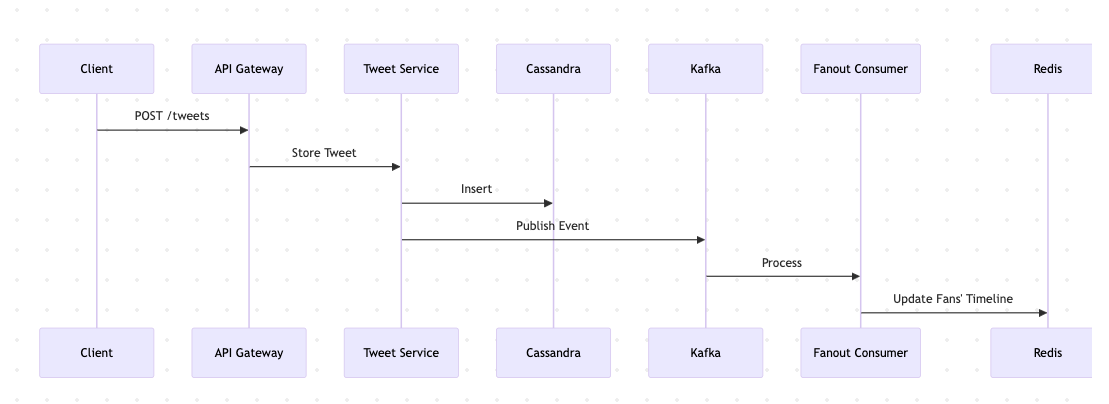 Client
API Gateway
Tweet Service
Cassandra
Kafka
Fanout Consumer
Redis
POST /tweets
Store Tweet
Insert
Publish Event
Process
Update Fans' Timeline
Client
API Gateway
Tweet Service
Cassandra
Kafka
Fanout Consumer
Redis